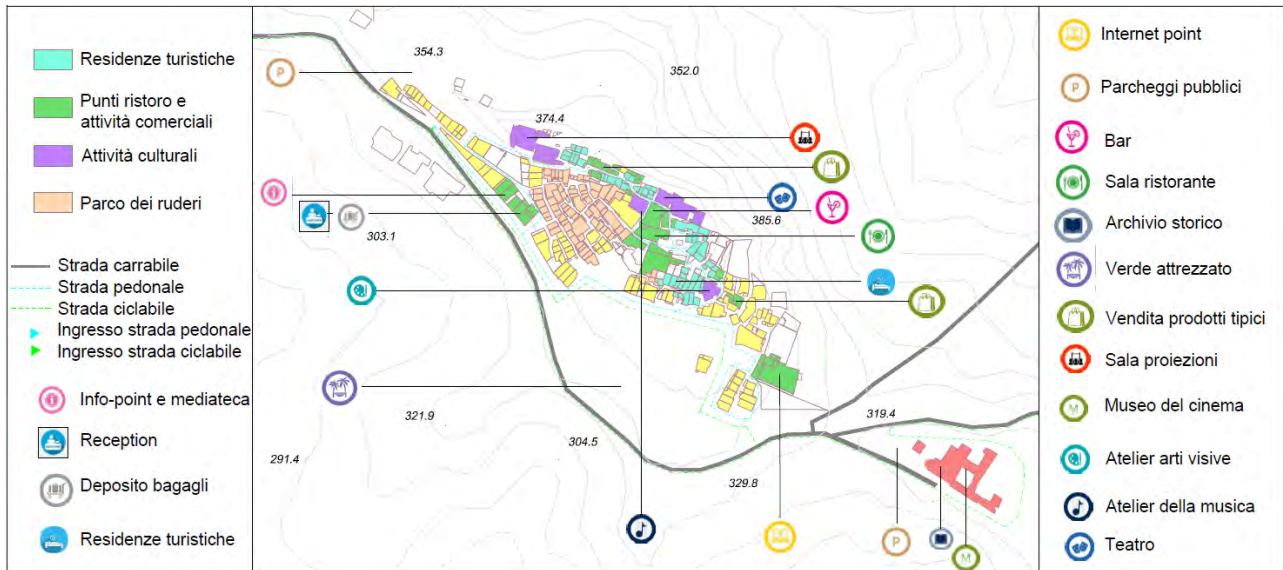 Residenze turistiche
Punti ristoro e
attività comerciali
Attività culturali
Parco dei ruderi
Strada carrabile
Strada pedonale
Strada ciclabile
Ingresso strada pedonale
Ingresso strada ciclabile
Info-point e mediateca
Reception
Deposito bagagli
Residenze turistiche
354.3
352.0
P
374.4
385.6
303.1
321.9
304.5
291.4
319.4
329.8
P
M
Internet point
P
Parcheggi pubblici
Bar
Sala ristorante
Archivio storico
Verde attrezzato
Vendita prodotti tipici
Sala proiezioni
M
Museo del cinema
Atelier arti visive
Atelier della musica
Teatro